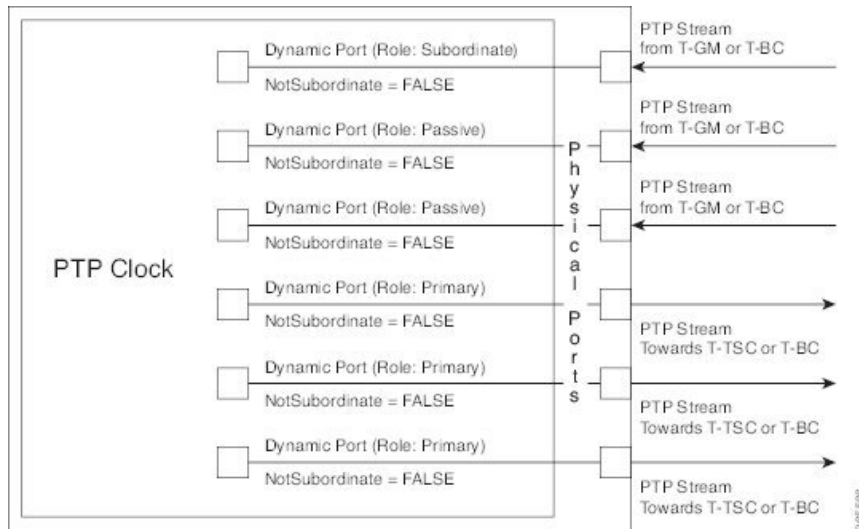 Dynamic Port (Role: Subordinate)
NotSubordinate = FALSE
PTP Stream
from T-GM or T-BC
Dynamic Port (Role: Passive)
NotSubordinate = FALSE
PTP Stream
from T-GM or T-BC
Dynamic Port (Role: Passive)
NotSubordinate = FALSE
PTP Stream
from T-GM or T-BC
PTP Clock
Physical Ports
Dynamic Port (Role: Primary)
NotSubordinate = FALSE
PTP Stream
Towards T-TSC or T-BC
Dynamic Port (Role: Primary)
NotSubordinate = FALSE
PTP Stream
Towards T-TSC or T-BC
Dynamic Port (Role: Primary)
NotSubordinate = FALSE
PTP Stream
Towards T-TSC or T-BC